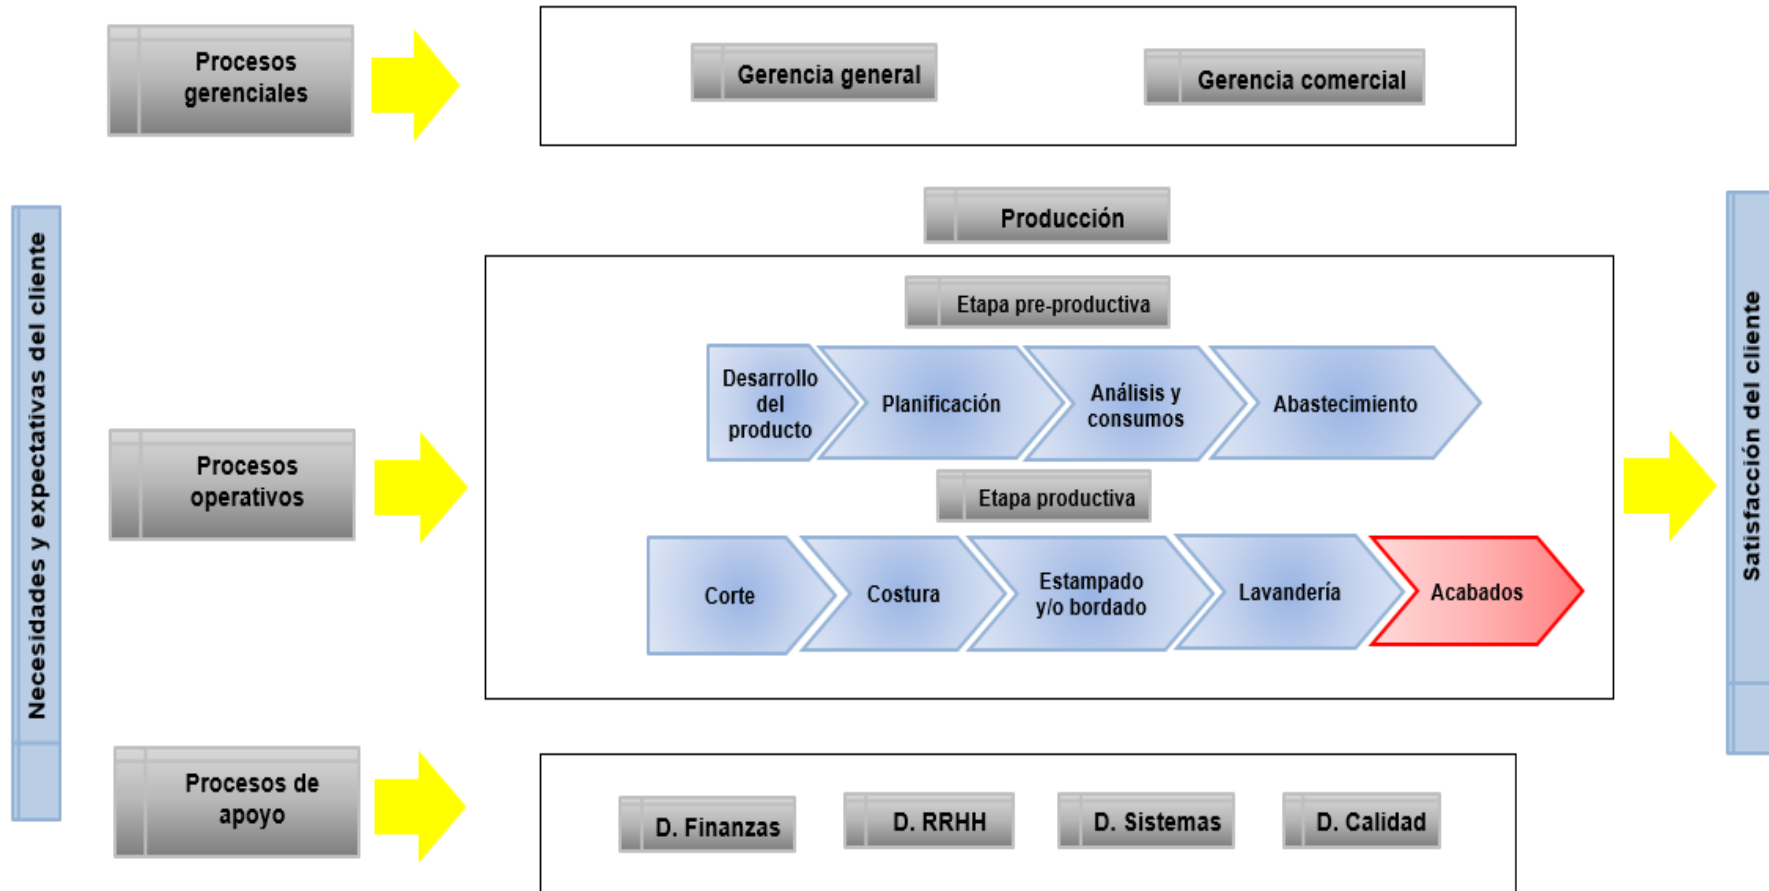 Procesos
gerenciales
Gerencia general
Gerencia comercial
Necesidades y expectativas del cliente
Procesos
operativos
Producción
Etapa pre-productiva
Desarrollo
del
producto
Planificación
Análisis y
consumos
Abastecimiento
Etapa productiva
Corte
Costura
Estampado
y/o bordado
Lavandería
Acabados
Satisfacción del cliente
Procesos de
apoyo
D. Finanzas
D. RRHH
D. Sistemas
D. Calidad